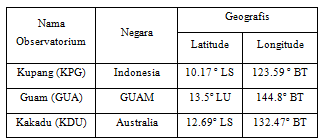 Nama Observatorium Negara Geografis
Latitude Longitude
Kupang (KPG) Indonesia 10.17° LS 123.59° BT
Guam (GUA) GUAM 13.5° LU 144.8° BT
Kakadu (KDU) Australia 12.69° LS 132.47° BT